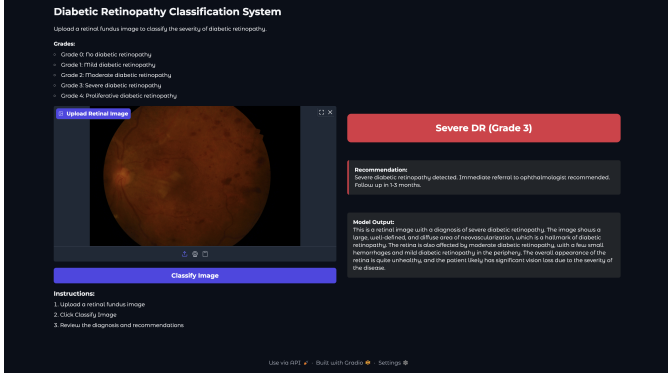 Diabetic Retinopathy Classification System
Upload a retinal fundus image to classify the severity of diabetic retinopathy.
Grades:
Grade 0: No diabetic retinopathy
Grade 1: Mild diabetic retinopathy
Grade 2: Moderate diabetic retinopathy
Grade 3: Severe diabetic retinopathy
Grade 4: Proliferative diabetic retinopathy
Upload Retinal Image
Classify Image
Instructions:
1. Upload a retinal fundus image
2. Click Classify Image
3. Review the diagnosis and recommendations
Severe DR (Grade 3)
Recommendation:
Severe diabetic retinopathy detected. Immediate referral to ophthalmologist recommended.
Follow up in 1-3 months.
Model Output:
This is a retinal image with a diagnosis of severe diabetic retinopathy. The image shows a
large, well-defined, and diffuse area of neovascularization, which is a hallmark of diabetic
retinopathy. The retina is also affected by moderate diabetic retinopathy, with a few small
hemorrhages and mild diabetic retinopathy in the periphery. The overall appearance of the
retina is quite unhealthy, and the patient likely has significant vision loss due to the severity of
the disease.
Use via API · Built with Gradio · Settings